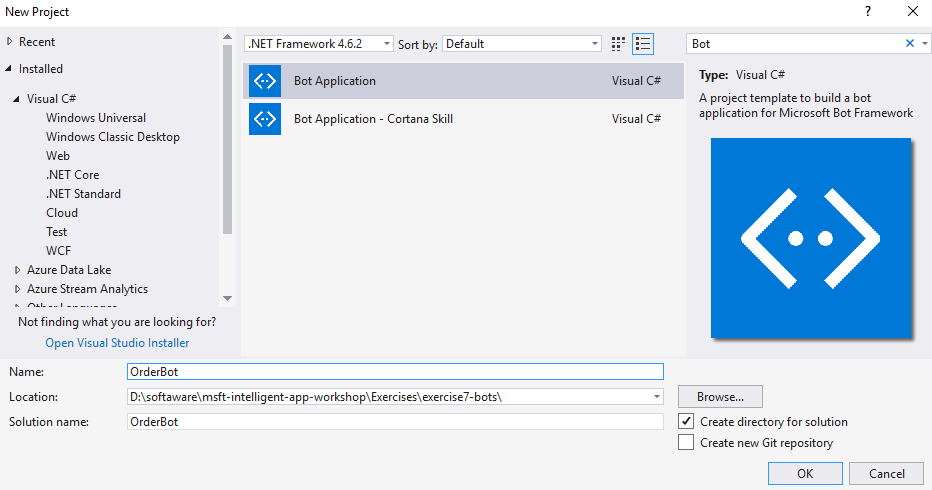 New Project
Recent
Installed
Visual C#
Windows Universal
Windows Classic Desktop
Web
.NET Core
.NET Standard
Cloud
Test
WCF
Azure Data Lake
Azure Stream Analytics
Other Languages
Not finding what you are looking for?
Open Visual Studio Installer
.NET Framework 4.6.2 Sort by: Default
Bot Application Visual C#
Bot Application - Cortana Skill Visual C#
Bot
Type: Visual C#
A project template to build a bot
application for Microsoft Bot Framework
Name: OrderBot
Location: D:\softaware\msft-intelligent-app-workshop\Exercises\exercise7-bots\
Browse...
Solution name: OrderBot
Create directory for solution
Create new Git repository
OK Cancel